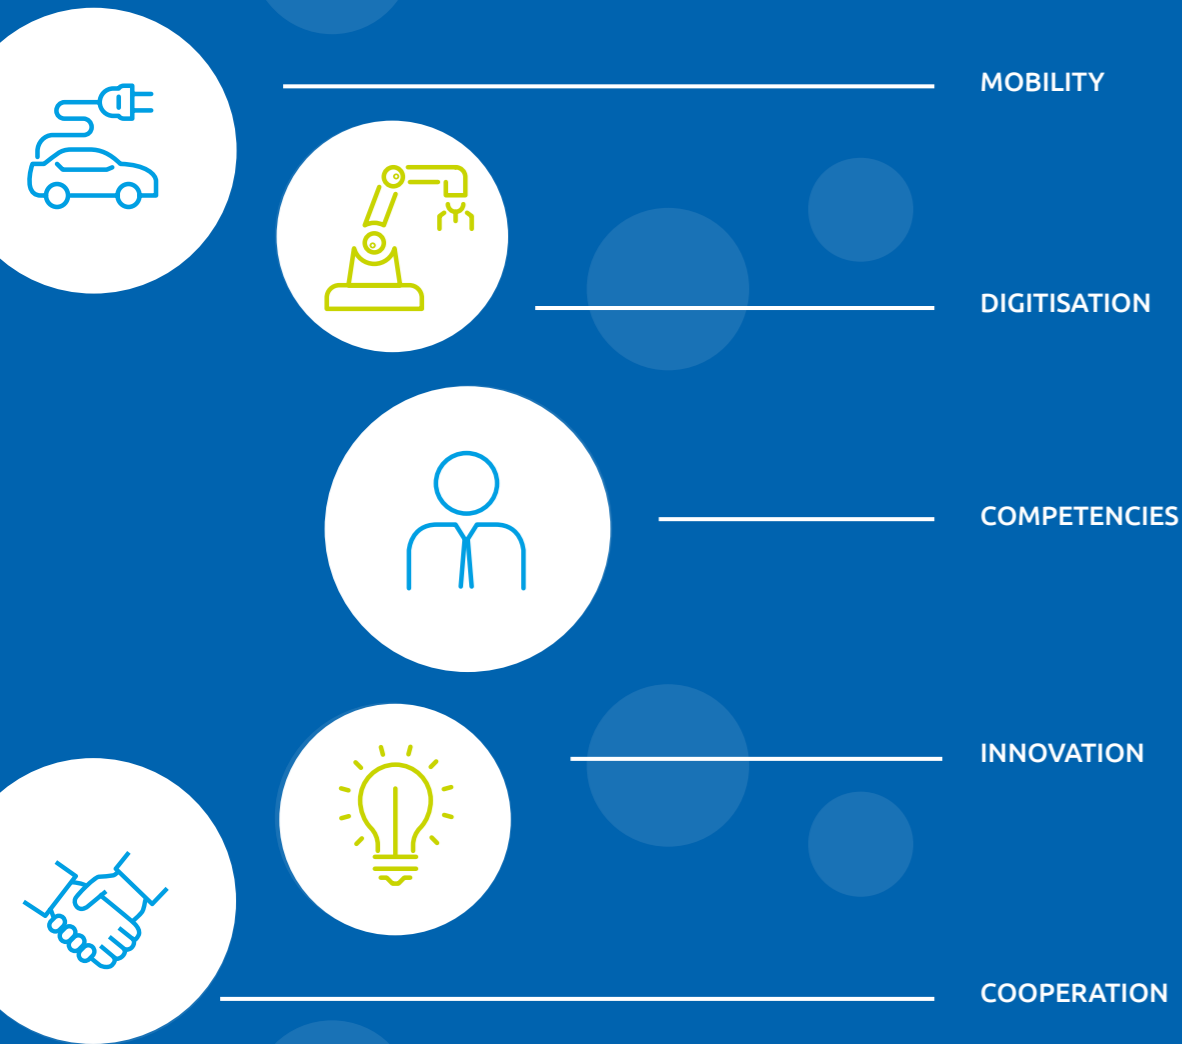 MOBILITY
DIGITISATION
COMPETENCIES
INNOVATION
COOPERATION